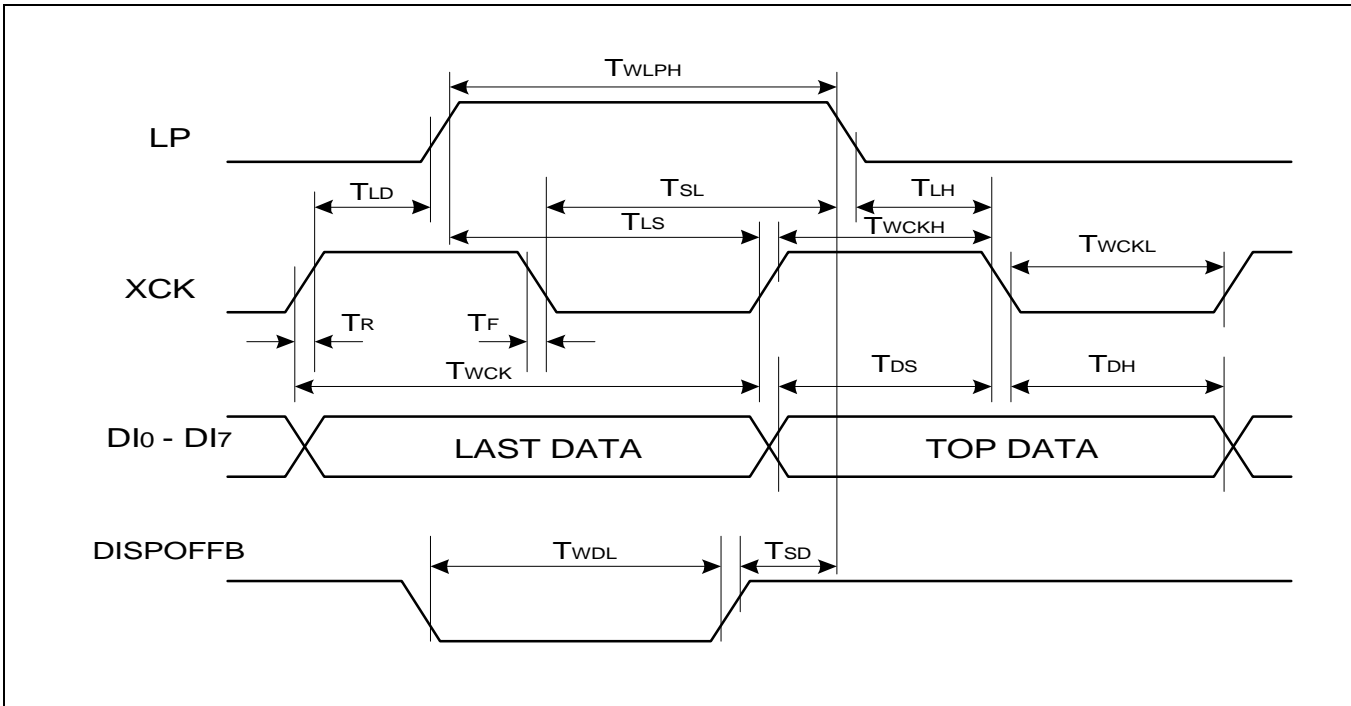 TWLPH
LP
TLD
TSL
TLH
TLS
TWCKH
TWCKL
XCK
TR
TF
TWCK
TDS
TDH
DI0 - DI7
LAST DATA
TOP DATA
DISPOFFB
TWDL
TSD